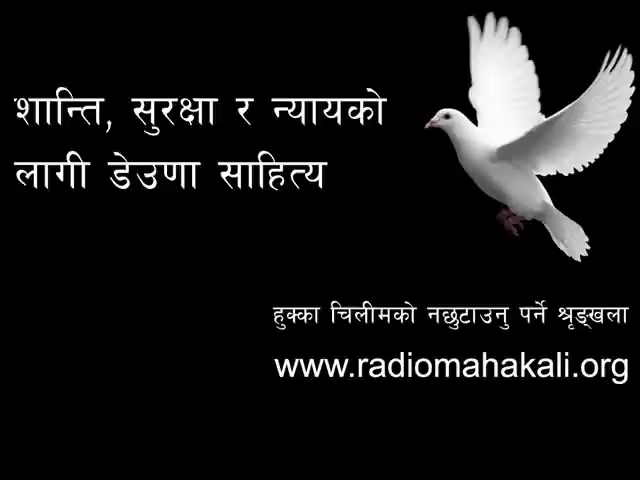 शान्ति, सुरक्षा र न्यायको
लागी डेउणा साहित्य
हुक्का चिलीमको नछुटाउनु पर्ने श्रृङ्खला
www.radiomahakali.org